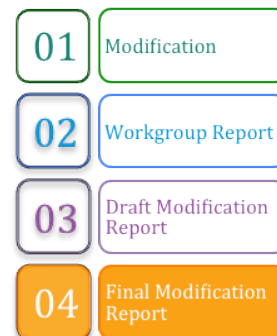 01
Modification
02
Workgroup Report
03
Draft Modification
Report
04
Final Modification
Report